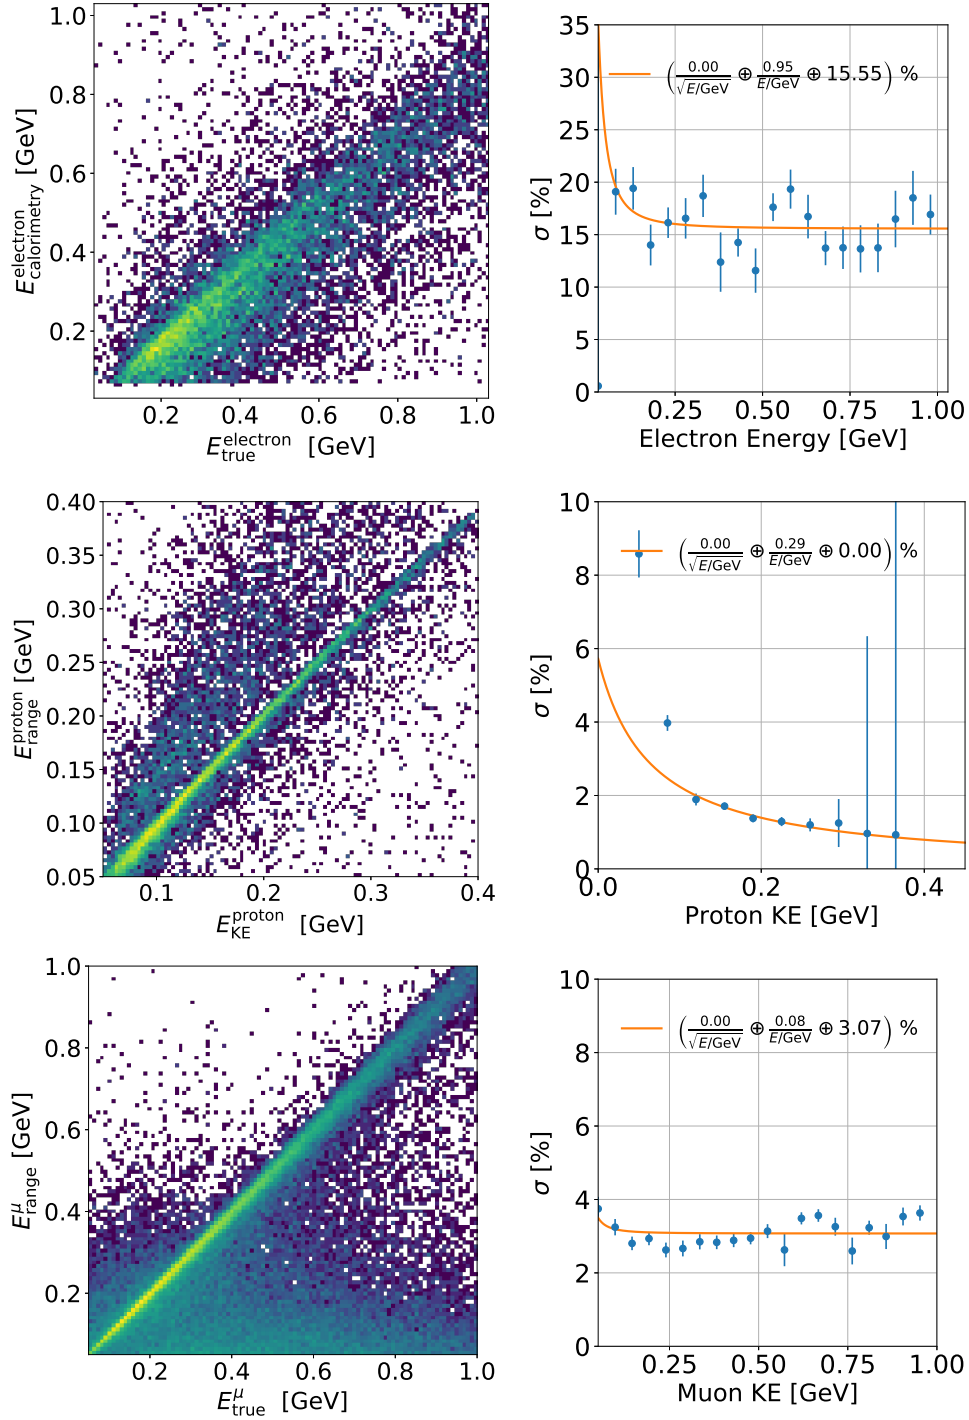 1.0
0.8
0.6
0.4
0.2
E^electron_calorimetry [GeV]
0.2 0.4 0.6 0.8 1.0
E^electron_true [GeV]
35
30
25
20
15
10
5
0
σ [%]
(0.00/√E/GeV ⊕ 0.95/E/GeV ⊕ 15.55) %
0.25 0.50 0.75 1.00
Electron Energy [GeV]
0.40
0.35
0.30
0.25
0.20
0.15
0.10
0.05
E^proton_range [GeV]
0.1 0.2 0.3 0.4
E^proton_KE [GeV]
10
8
6
4
2
0
σ [%]
(0.00/√E/GeV ⊕ 0.29/E/GeV ⊕ 0.00) %
0.0 0.2 0.4
Proton KE [GeV]
1.0
0.8
0.6
0.4
0.2
E^μ_range [GeV]
0.2 0.4 0.6 0.8 1.0
E^μ_true [GeV]
10
8
6
4
2
0
σ [%]
(0.00/√E/GeV ⊕ 0.08/E/GeV ⊕ 3.07) %
0.25 0.50 0.75 1.00
Muon KE [GeV]